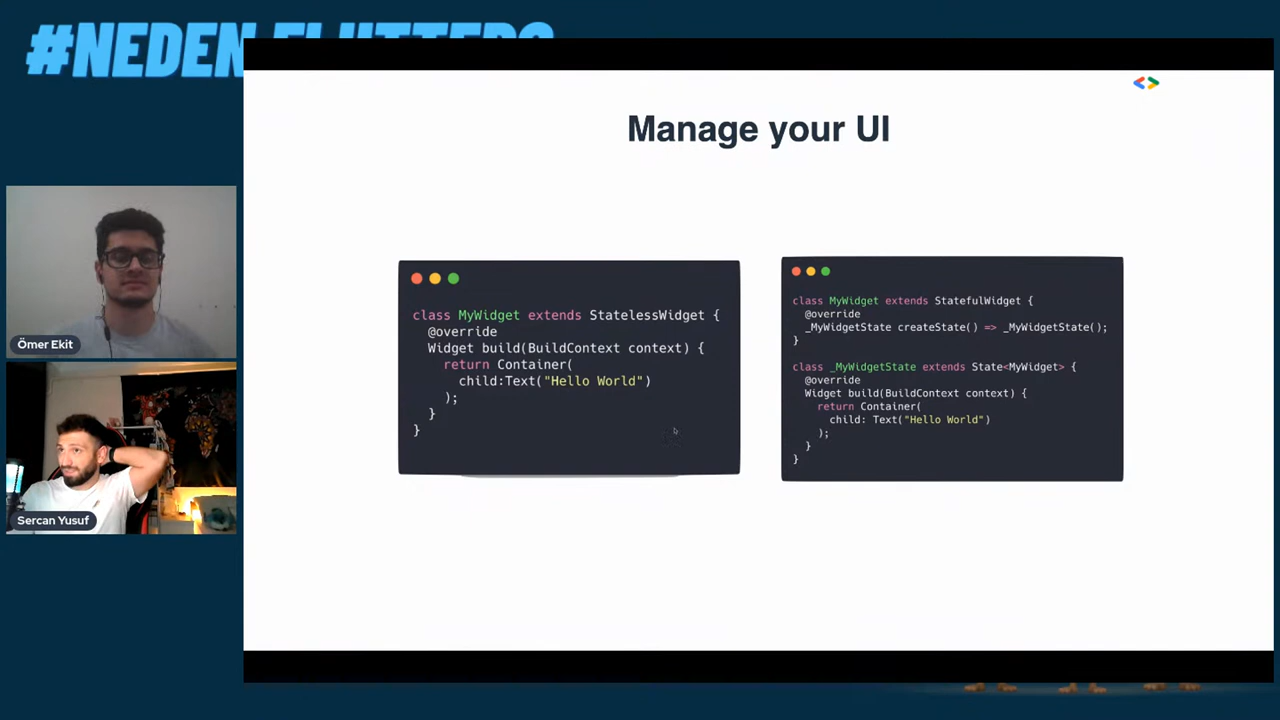 #NEDEN
Manage your UI
Ömer Ekit
Sercan Yusuf
class MyWidget extends StatelessWidget {
@override
Widget build(BuildContext context) {
return Container(
child:Text("Hello World")
);
}
}
class MyWidget extends StatefulWidget {
@override
_MyWidgetState createState() => _MyWidgetState();
}
class _MyWidgetState extends State<MyWidget> {
@override
Widget build(BuildContext context) {
return Container(
child: Text("Hello World")
);
}
}